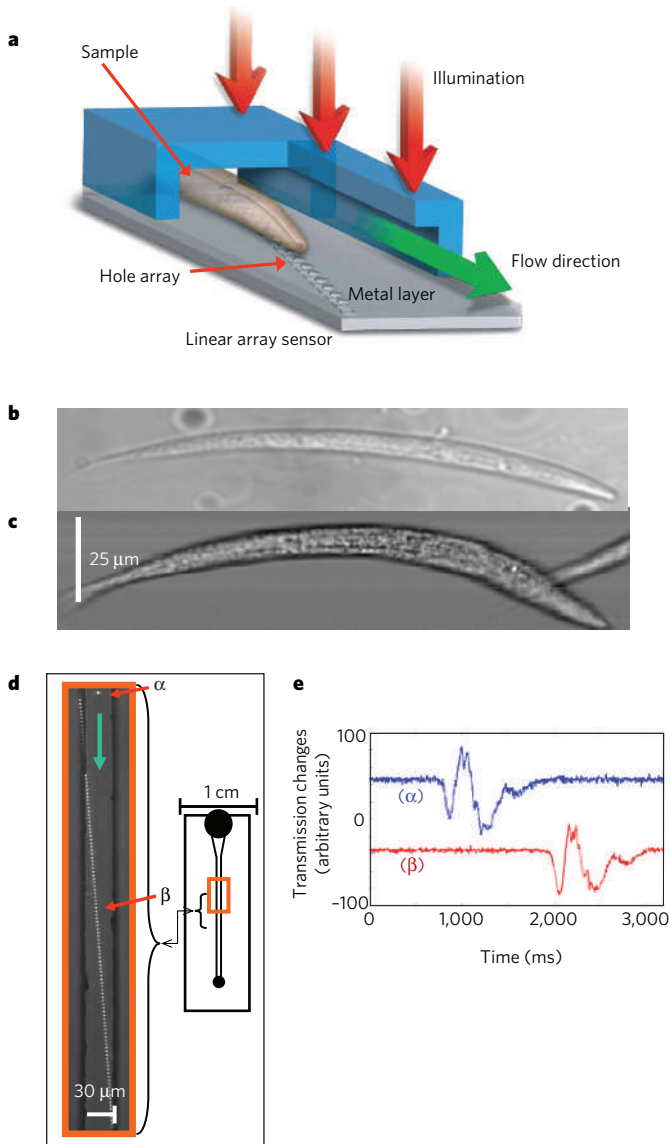 a
Sample
Illumination
Flow direction
Hole array
Metal layer
Linear array sensor
b
c
25 μm
d
α
1 cm
β
30 μm
e
Transmission changes
(arbitrary units)
100
0
–100
(α)
(β)
0 1,000 2,000 3,000
Time (ms)